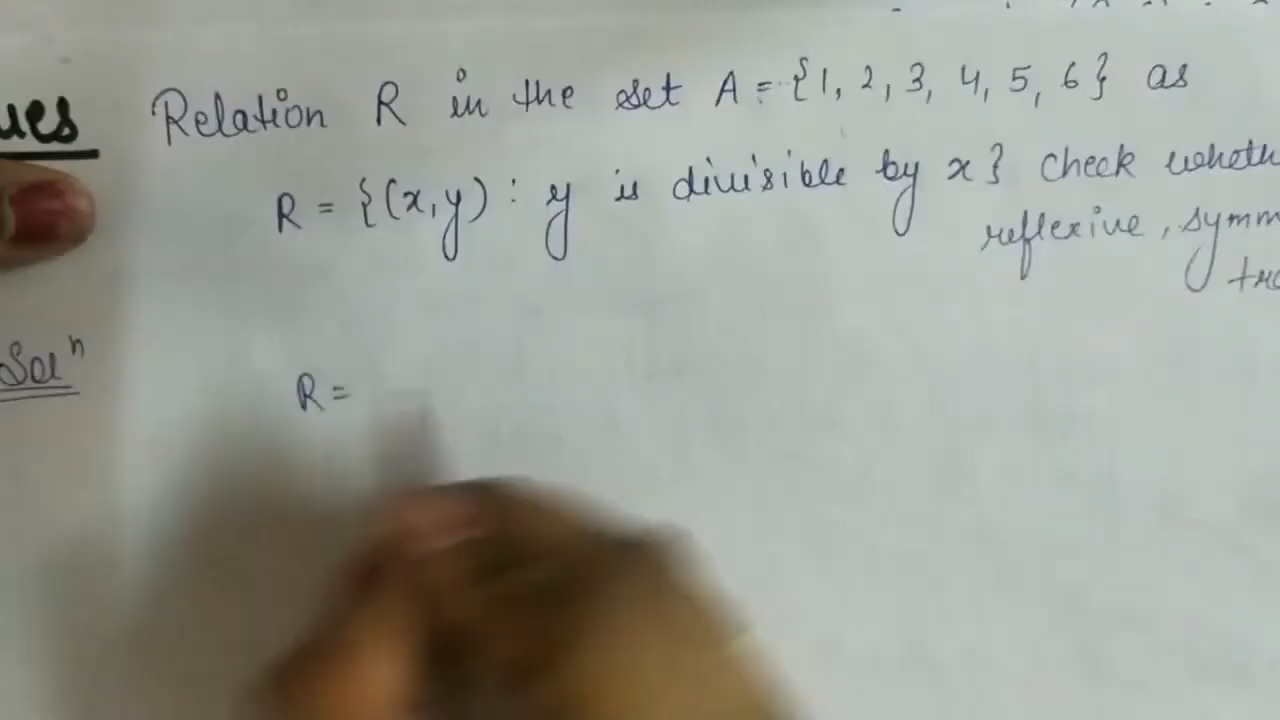 ues Relation R in the set A = {1, 2, 3, 4, 5, 6} as
R = {(x,y) : y is divisible by x} check wheth
reflexive, symm
tra
Solⁿ
R =